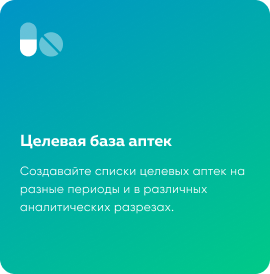 Целевая база аптек
Создавайте списки целевых аптек на
разные периоды и в различных
аналитических разрезах.